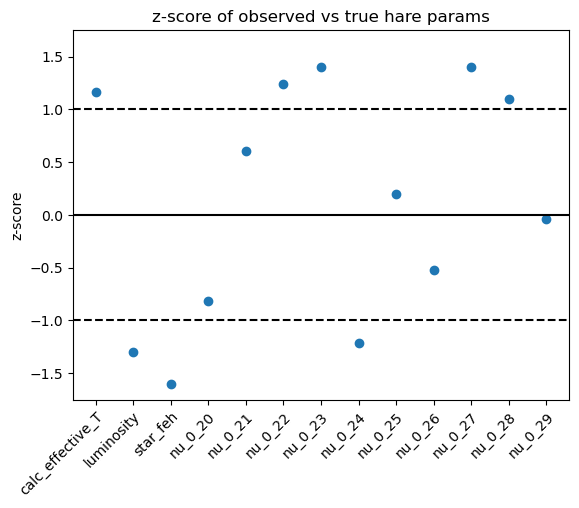 z-score of observed vs true hare params
z-score
1.5
1.0
0.5
0.0
−0.5
−1.0
−1.5
calc_effective_T
luminosity
star_feh
nu_0_20
nu_0_21
nu_0_22
nu_0_23
nu_0_24
nu_0_25
nu_0_26
nu_0_27
nu_0_28
nu_0_29